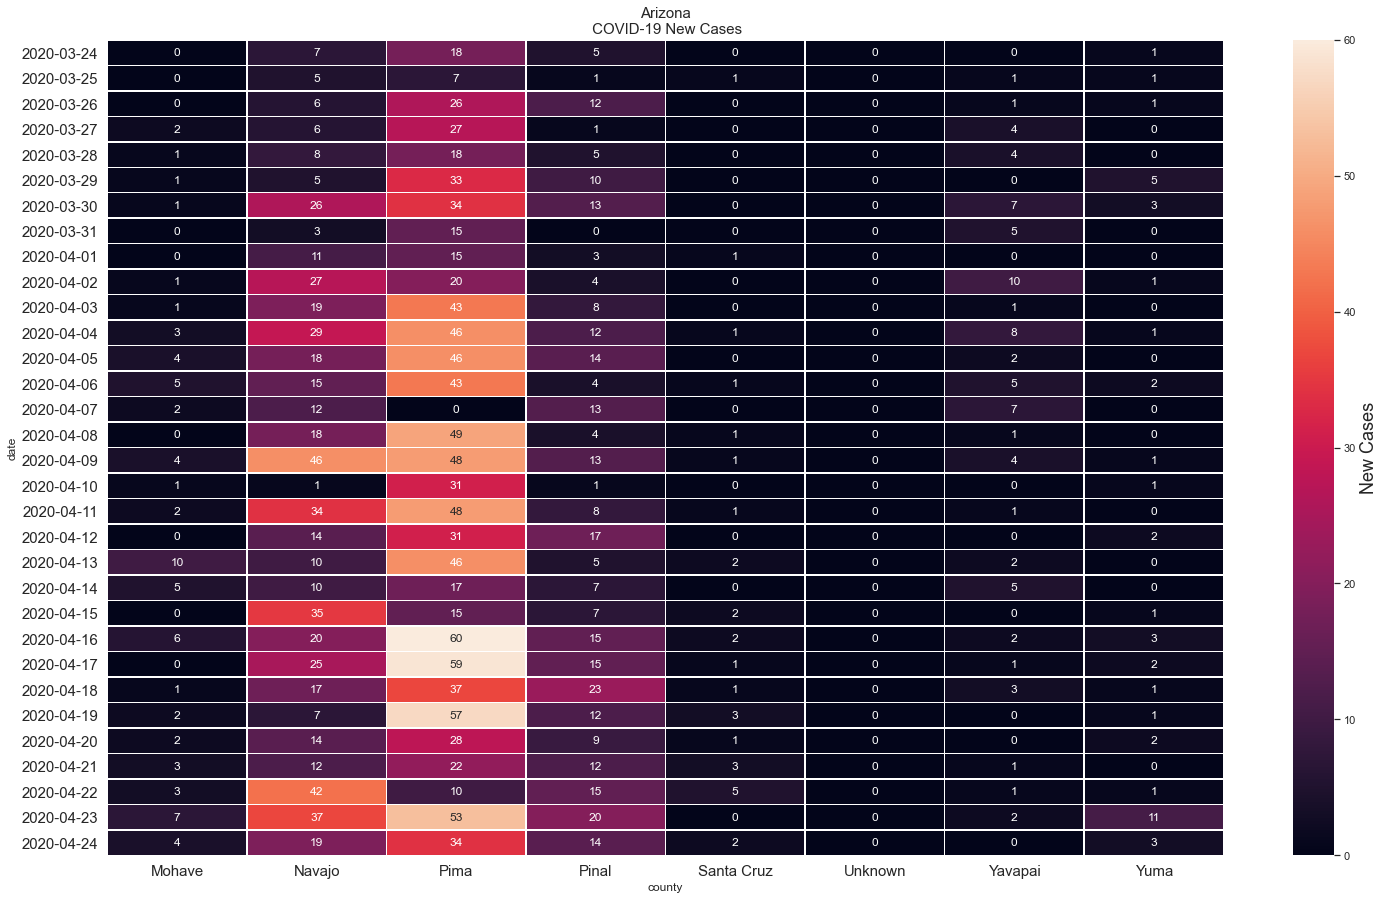 Arizona
COVID-19 New Cases
2020-03-24 0 7 18 5 0 0 0 1
2020-03-25 0 5 7 1 1 0 1 1
2020-03-26 0 6 26 12 0 0 1 1
2020-03-27 2 6 27 1 0 0 4 0
2020-03-28 1 8 18 5 0 0 4 0
2020-03-29 1 5 33 10 0 0 0 5
2020-03-30 1 26 34 13 0 0 7 3
2020-03-31 0 3 15 0 0 0 5 0
2020-04-01 0 11 15 3 1 0 0 0
2020-04-02 1 27 20 4 0 0 10 1
2020-04-03 1 19 43 8 0 0 1 0
2020-04-04 3 29 46 12 1 0 8 1
2020-04-05 4 18 46 14 0 0 2 0
2020-04-06 5 15 43 4 1 0 5 2
2020-04-07 2 12 0 13 0 0 7 0
2020-04-08 0 18 49 4 1 0 1 0
2020-04-09 4 46 48 13 1 0 4 1
2020-04-10 1 1 31 1 0 0 0 1
2020-04-11 2 34 48 8 1 0 1 0
2020-04-12 0 14 31 17 0 0 0 2
2020-04-13 10 10 46 5 2 0 2 0
2020-04-14 5 10 17 7 0 0 5 0
2020-04-15 0 35 15 7 2 0 0 1
2020-04-16 6 20 60 15 2 0 2 3
2020-04-17 0 25 59 15 1 0 1 2
2020-04-18 1 17 37 23 1 0 3 1
2020-04-19 2 7 57 12 3 0 0 1
2020-04-20 2 14 28 9 1 0 0 2
2020-04-21 3 12 22 12 3 0 1 0
2020-04-22 3 42 10 15 5 0 1 1
2020-04-23 7 37 53 20 0 0 2 11
2020-04-24 4 19 34 14 2 0 0 3
Mohave Navajo Pima Pinal Santa Cruz Unknown Yavapai Yuma
county
date
60
50
40
30
20
10
0
New Cases